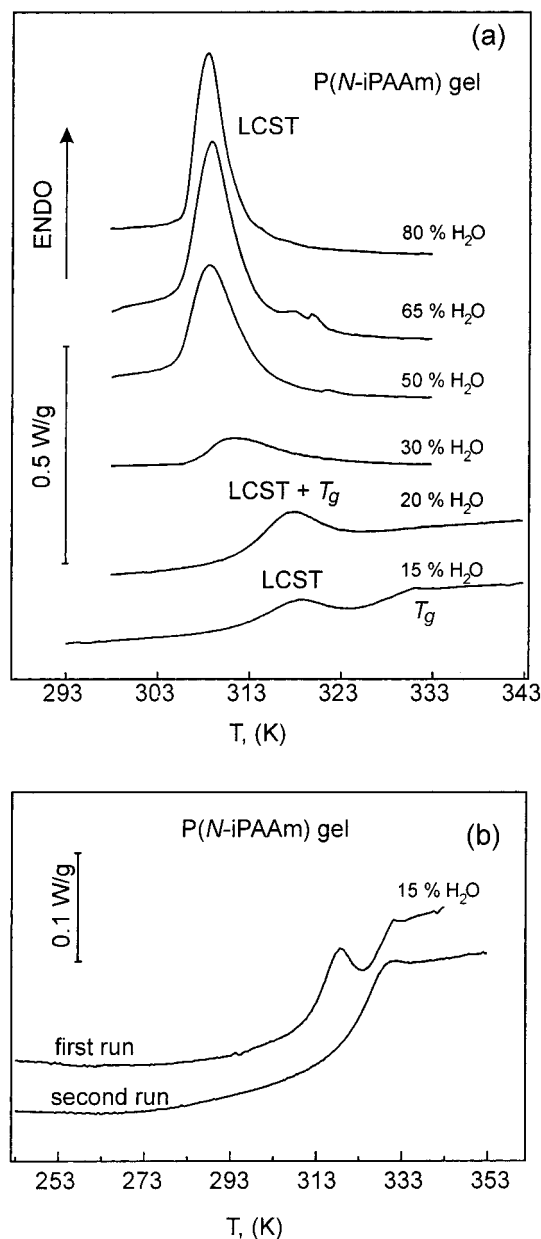 (a)
P(N-iPAAm) gel
LCST
ENDO
80 % H₂O
65 % H₂O
50 % H₂O
0.5 W/g
30 % H₂O
LCST + Tg
20 % H₂O
LCST
15 % H₂O
Tg
293 303 313 323 333 343
T, (K)
P(N-iPAAm) gel
(b)
0.1 W/g
15 % H₂O
first run
second run
253 273 293 313 333 353
T, (K)